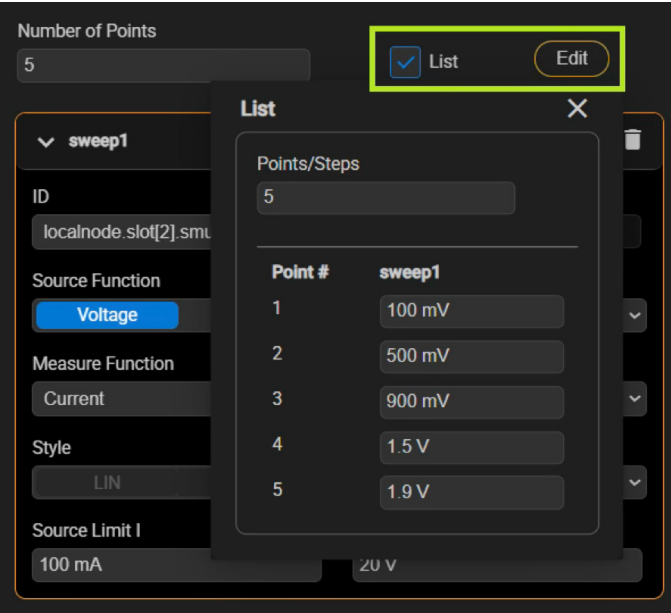 Number of Points
5
List
Edit
List
Points/Steps
5
Point # sweep1
1 100 mV
2 500 mV
3 900 mV
4 1.5 V
5 1.9 V
sweep1
ID
localnode.slot[2].smu
Source Function
Voltage
Measure Function
Current
Style
LIN
Source Limit I
100 mA
20 V